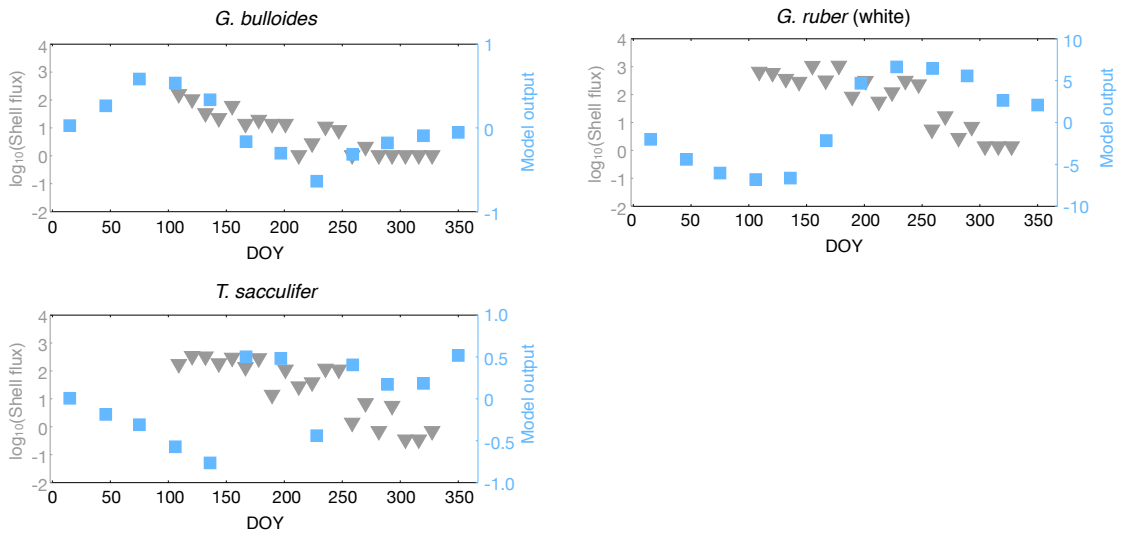 G. bulloides
4
3
2
1
0
-1
-2
log₁₀(Shell flux)
1
0
-1
Model output
0 50 100 150 200 250 300 350
DOY
G. ruber (white)
4
3
2
1
0
-1
-2
log₁₀(Shell flux)
10
5
0
-5
-10
Model output
0 50 100 150 200 250 300 350
DOY
T. sacculifer
4
3
2
1
0
-1
-2
log₁₀(Shell flux)
1.0
0.5
0
-0.5
-1.0
Model output
0 50 100 150 200 250 300 350
DOY